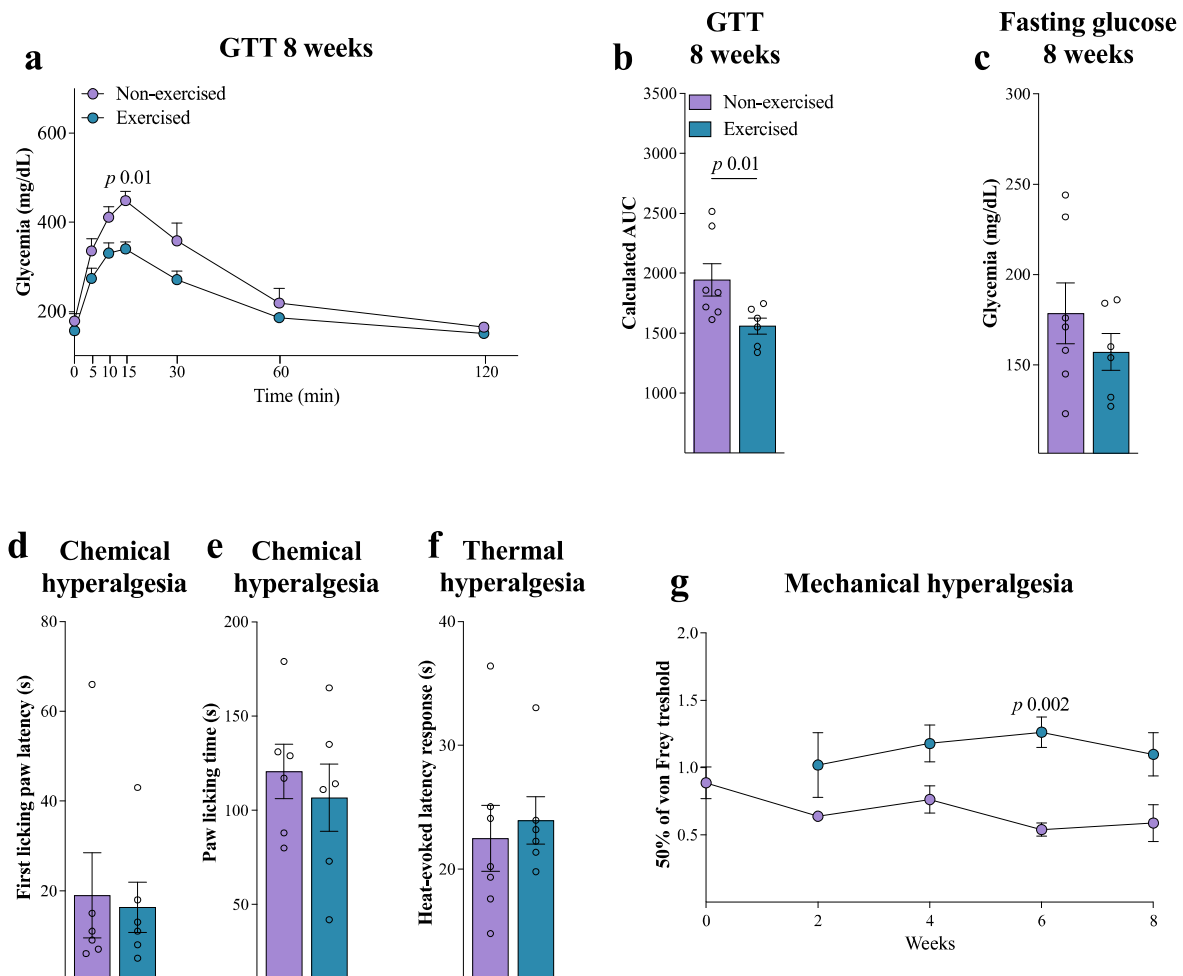 a
GTT 8 weeks
Non-exercised
Exercised
600
400
200
p 0.01
Glycemia (mg/dL)
0
5
10
15
30
60
120
Time (min)
b
GTT
8 weeks
Non-exercised
Exercised
3500
3000
2500
2000
1500
1000
p 0.01
Calculated AUC
c
Fasting glucose
8 weeks
300
250
200
150
Glycemia (mg/dL)
d
Chemical
hyperalgesia
80
60
40
20
First licking paw latency (s)
e
Chemical
hyperalgesia
200
150
100
50
Paw licking time (s)
f
Thermal
hyperalgesia
40
30
20
Heat-evoked latency response (s)
g
Mechanical hyperalgesia
2.0
1.5
1.0
0.5
p 0.002
50% of von Frey treshold
0
2
4
6
8
Weeks